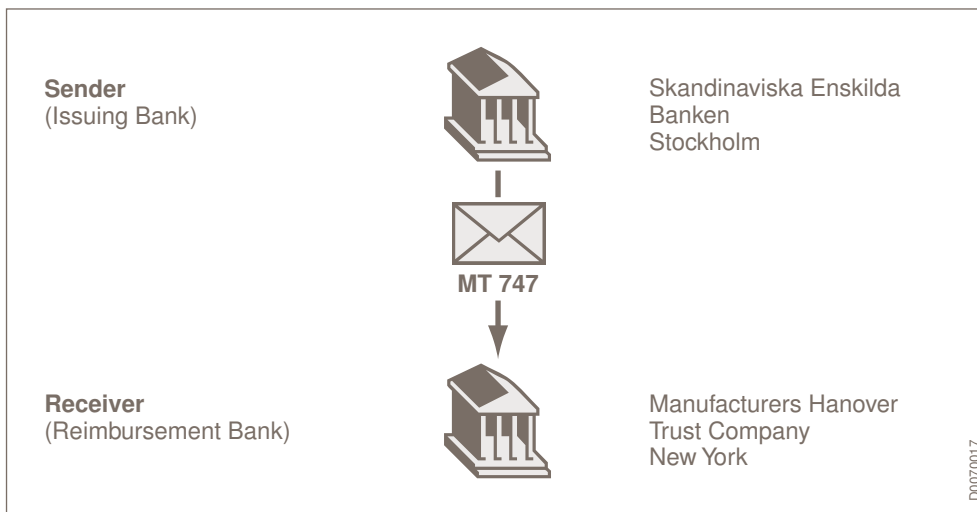 Sender
(Issuing Bank)
Skandinaviska Enskilda
Banken
Stockholm
MT 747
Receiver
(Reimbursement Bank)
Manufacturers Hanover
Trust Company
New York
D0070017